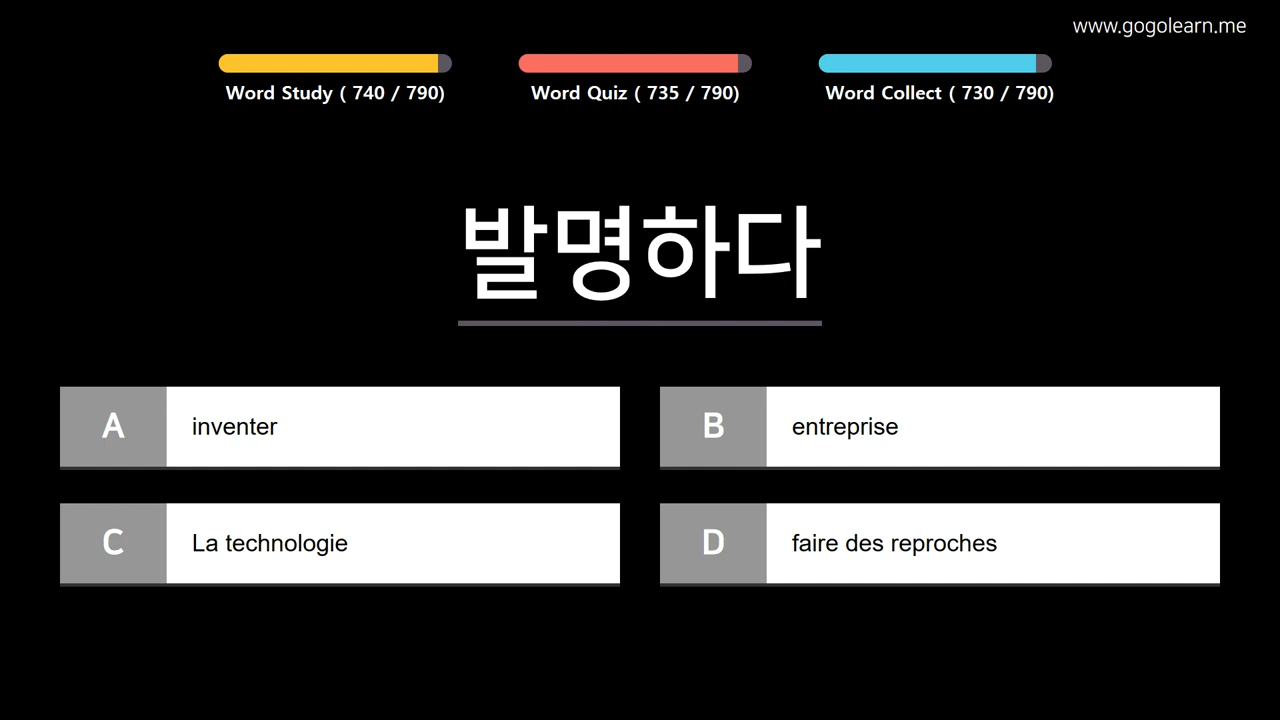 www.gogolearn.me
Word Study ( 740 / 790)
Word Quiz ( 735 / 790)
Word Collect ( 730 / 790)
발명하다
A
inventer
B
entreprise
C
La technologie
D
faire des reproches